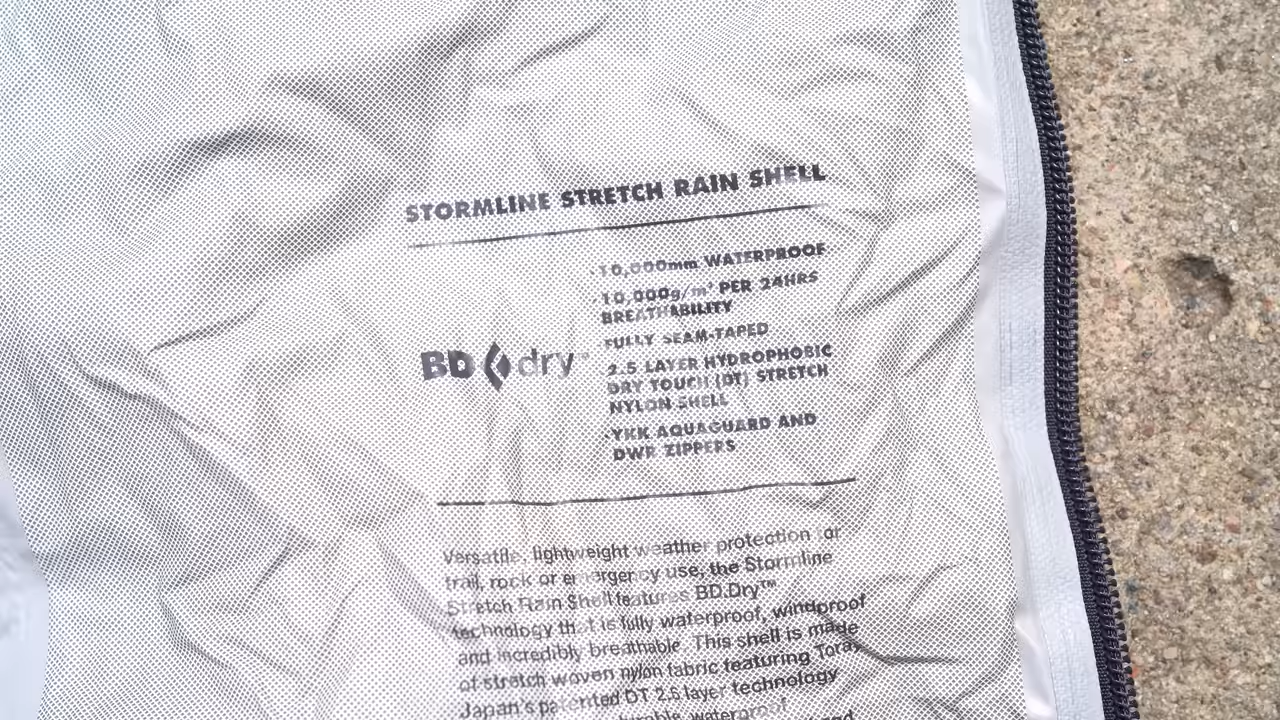 STORMLINE STRETCH RAIN SHELL
·10,000mm WATERPROOF
·10,000g/m² PER 24HRS
BREATHABILITY
FULLY SEAM-TAPED
BD dry™
2.5 LAYER HYDROPHOBIC
DRY TOUCH (DT) STRETCH
NYLON SHELL
·YKK AQUAGUARD AND
DWR ZIPPERS
Versatile, lightweight weather protection for
trail, rock or emergency use, the Stormline
Stretch Rain Shell features BD.Dry™
technology that is fully waterproof, windproof
and incredibly breathable. This shell is made
of stretch woven nylon fabric featuring Toray
Japan's patented DT 2.5 layer technology
waterproof